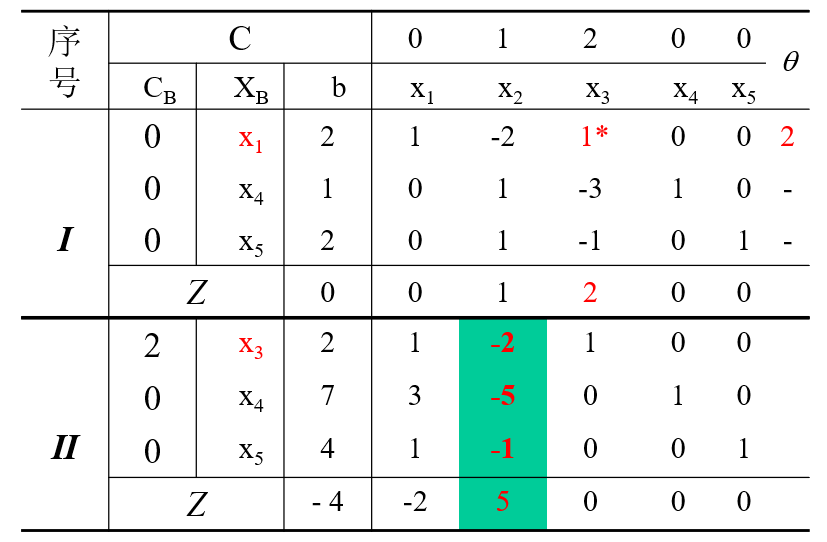 序号 C 0 1 2 0 0 θ
C_B X_B b x_1 x_2 x_3 x_4 x_5
0 x_1 2 1 -2 1* 0 0 2
0 x_4 1 0 1 -3 1 0 -
I 0 x_5 2 0 1 -1 0 1 -
Z 0 0 1 2 0 0
2 x_3 2 1 -2 1 0 0
0 x_4 7 3 -5 0 1 0
II 0 x_5 4 1 -1 0 0 1
Z - 4 -2 5 0 0 0